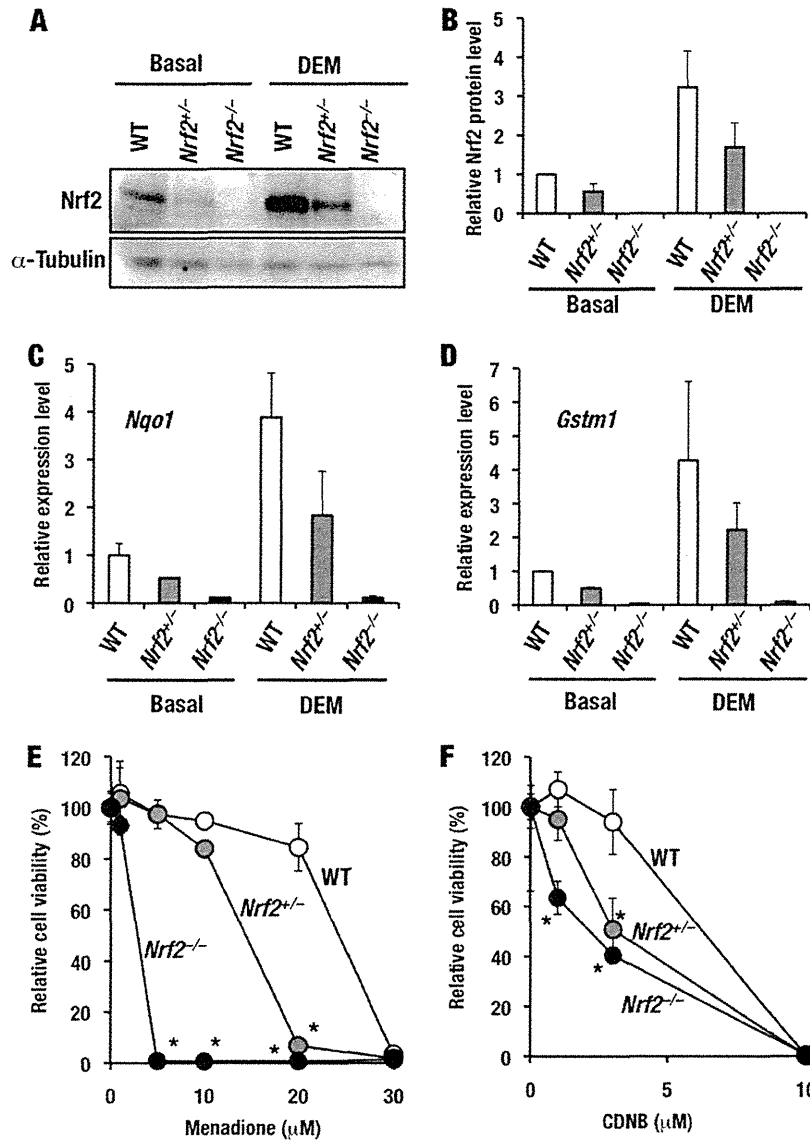 A
Basal DEM
WT Nrf2+/- Nrf2-/- WT Nrf2+/- Nrf2-/-
Nrf2
α-Tubulin
B
Relative Nrf2 protein level
5
4
3
2
1
0
WT Nrf2+/- Nrf2-/- WT Nrf2+/- Nrf2-/-
Basal DEM
C
Relative expression level
5
4
3
2
1
0
Nqo1
WT Nrf2+/- Nrf2-/- WT Nrf2+/- Nrf2-/-
Basal DEM
D
Relative expression level
7
6
5
4
3
2
1
0
Gstm1
WT Nrf2+/- Nrf2-/- WT Nrf2+/- Nrf2-/-
Basal DEM
E
Relative cell viability (%)
120
100
80
60
40
20
0
WT
Nrf2+/-
Nrf2-/-
* * * *
0 10 20 30
Menadione (μM)
F
Relative cell viability (%)
120
100
80
60
40
20
0
WT
Nrf2+/-
Nrf2-/-
* * *
0 5 10
CDNB (μM)